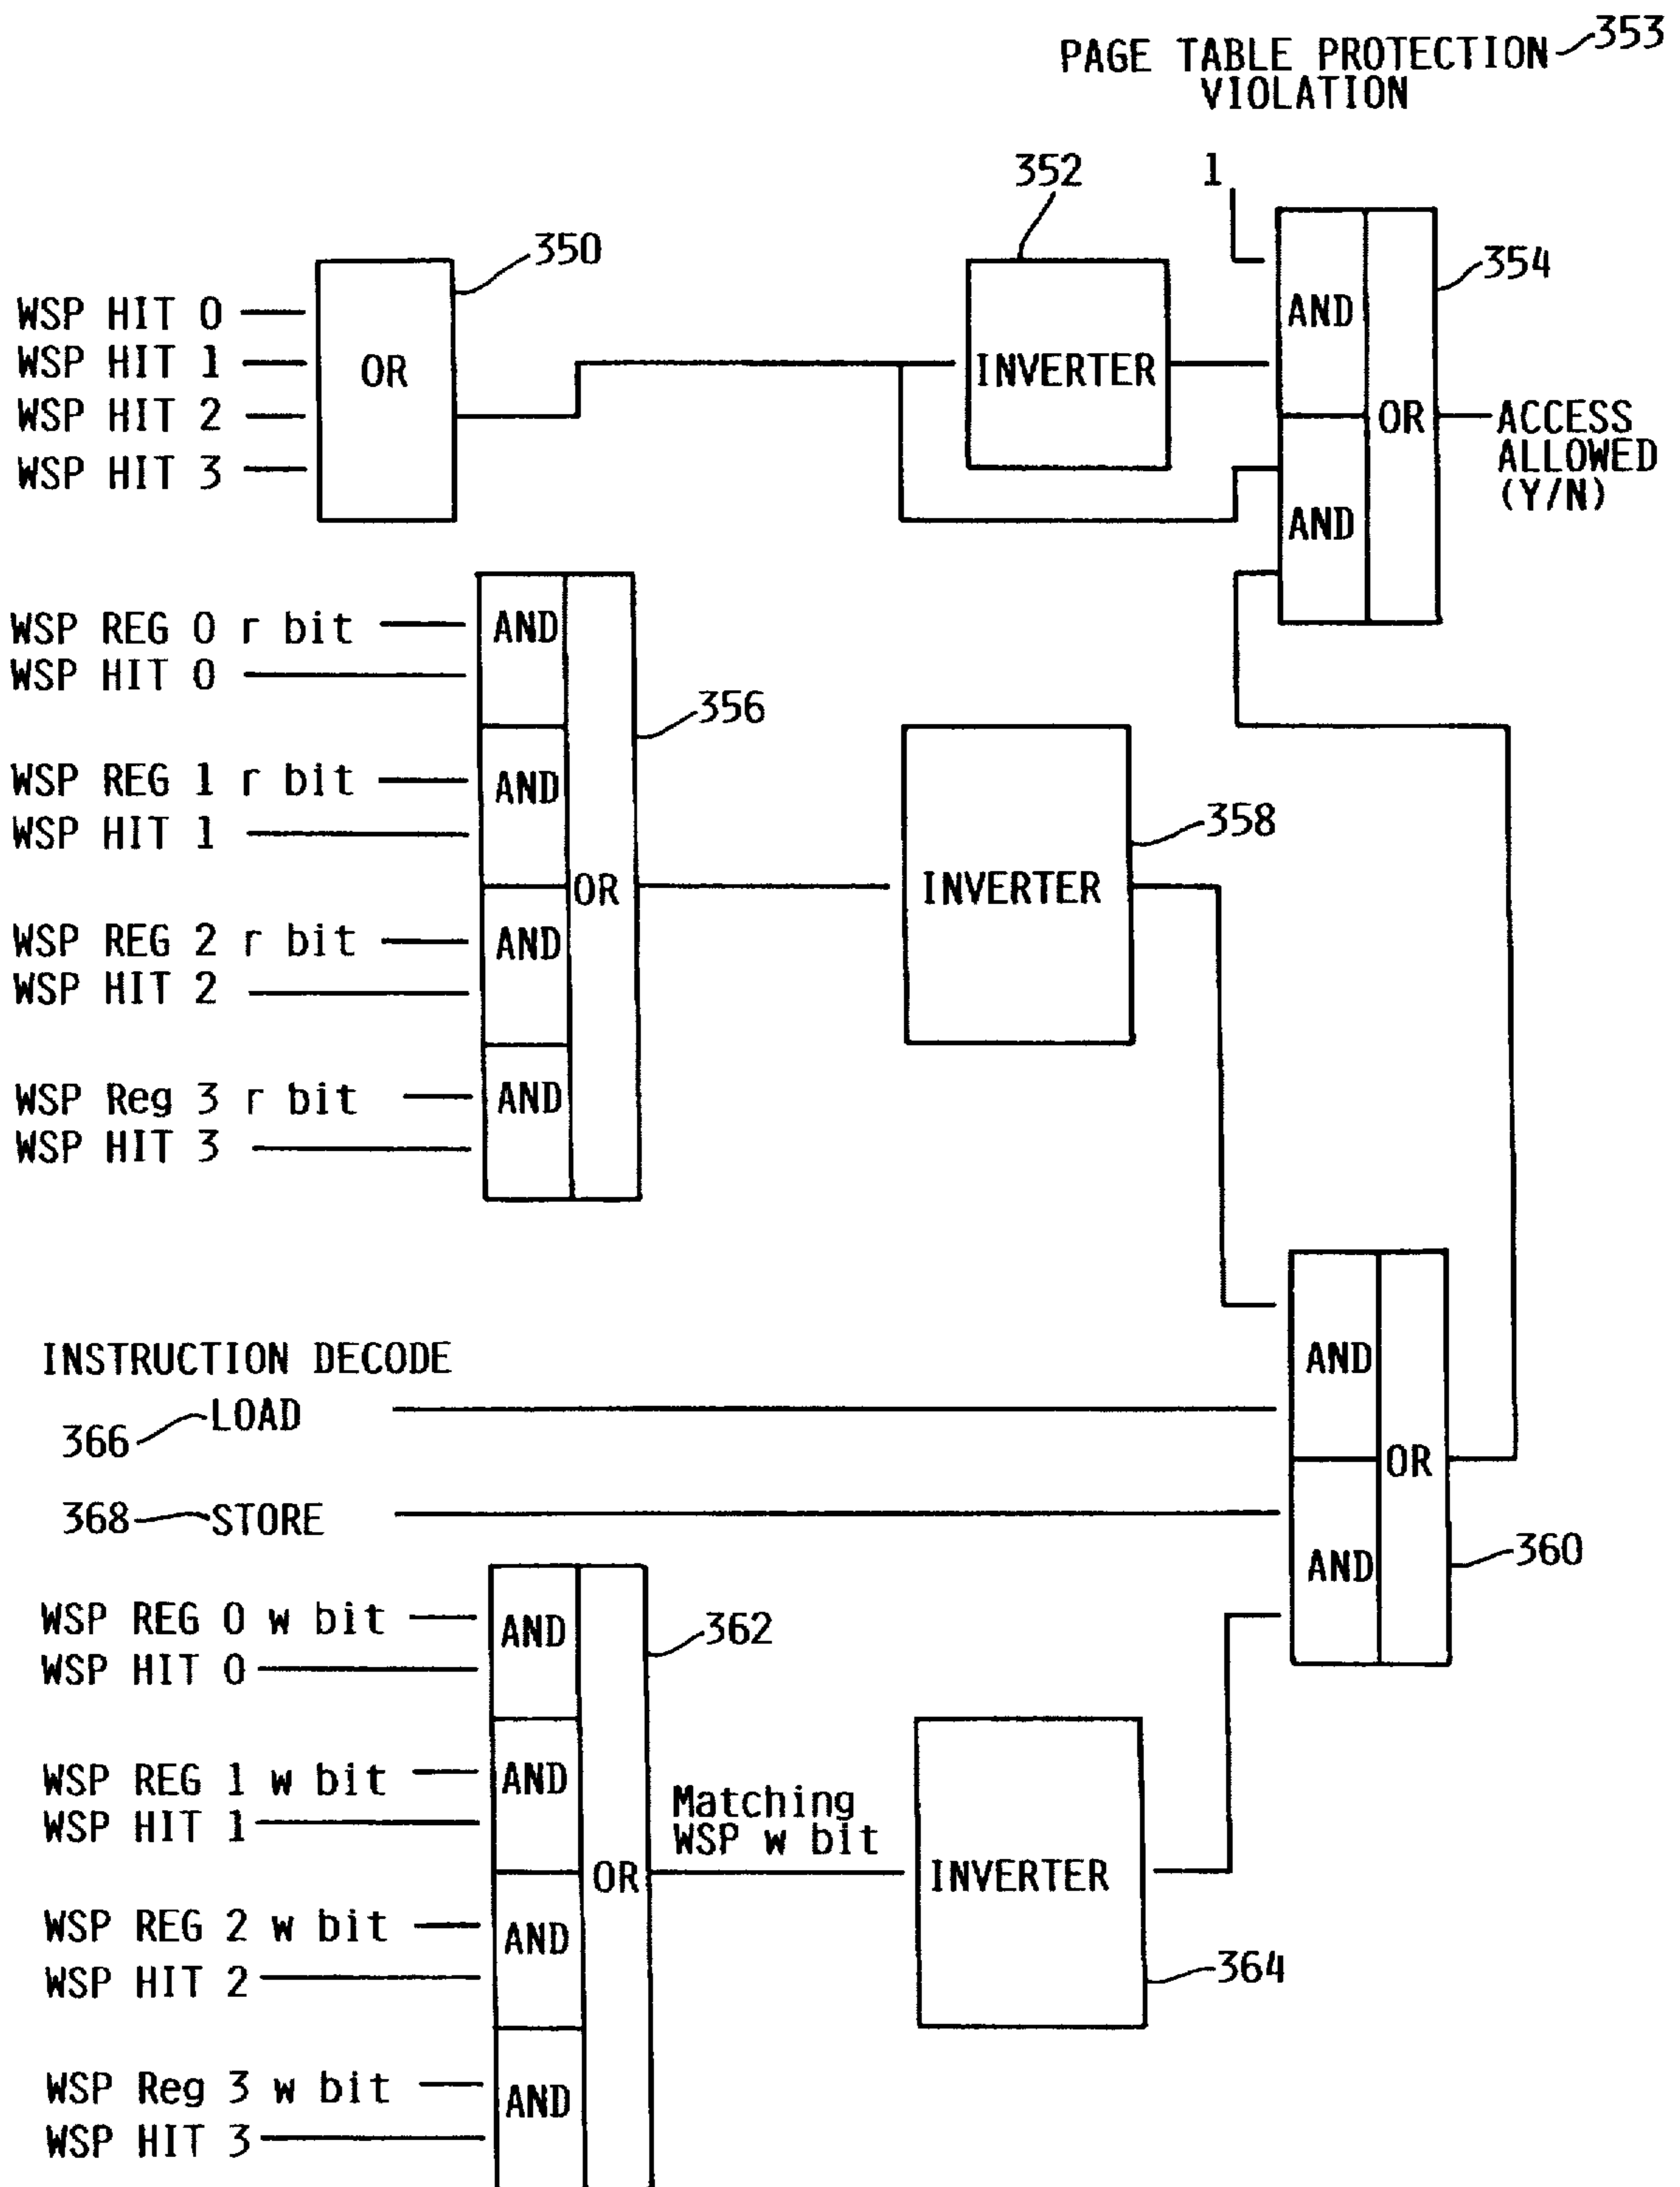 PAGE TABLE PROTECTION 353
VIOLATION
352
1
350
354
WSP HIT 0
WSP HIT 1
WSP HIT 2
WSP HIT 3
OR
INVERTER
AND
OR
AND
ACCESS
ALLOWED
(Y/N)
WSP REG 0 r bit
WSP HIT 0
AND
356
WSP REG 1 r bit
WSP HIT 1
AND
358
OR
INVERTER
WSP REG 2 r bit
WSP HIT 2
AND
WSP Reg 3 r bit
WSP HIT 3
AND
INSTRUCTION DECODE
366 LOAD
368 STORE
AND
OR
AND
360
WSP REG 0 w bit
WSP HIT 0
AND
362
WSP REG 1 w bit
WSP HIT 1
AND
Matching
WSP w bit
OR
INVERTER
WSP REG 2 w bit
WSP HIT 2
AND
364
WSP Reg 3 w bit
WSP HIT 3
AND